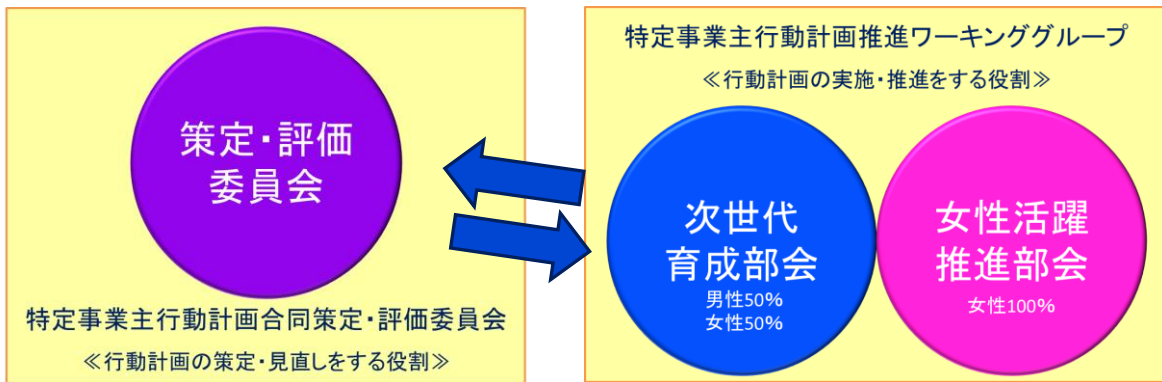 策定・評価
委員会
特定事業主行動計画合同策定・評価委員会
≪行動計画の策定・見直しをする役割≫
特定事業主行動計画推進ワーキンググループ
≪行動計画の実施・推進をする役割≫
次世代
育成部会
男性50%
女性50%
女性活躍
推進部会
女性100%